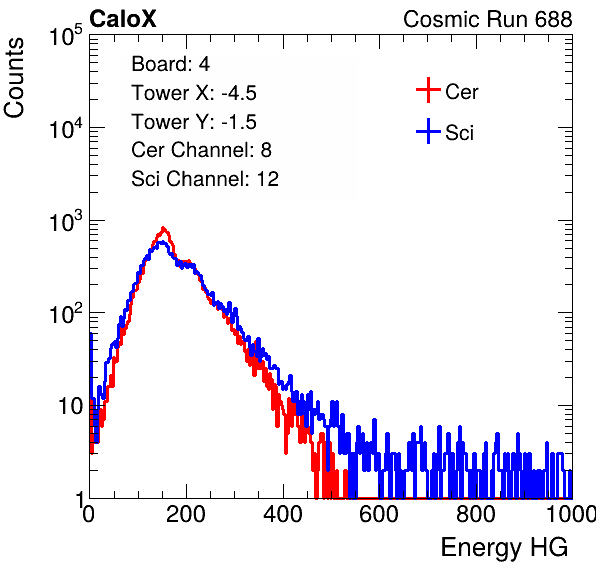 CaloX Cosmic Run 688
Counts
10^5
10^4
10^3
10^2
10
1
Board: 4
Tower X: -4.5
Tower Y: -1.5
Cer Channel: 8
Sci Channel: 12
Cer
Sci
0 200 400 600 800 1000
Energy HG